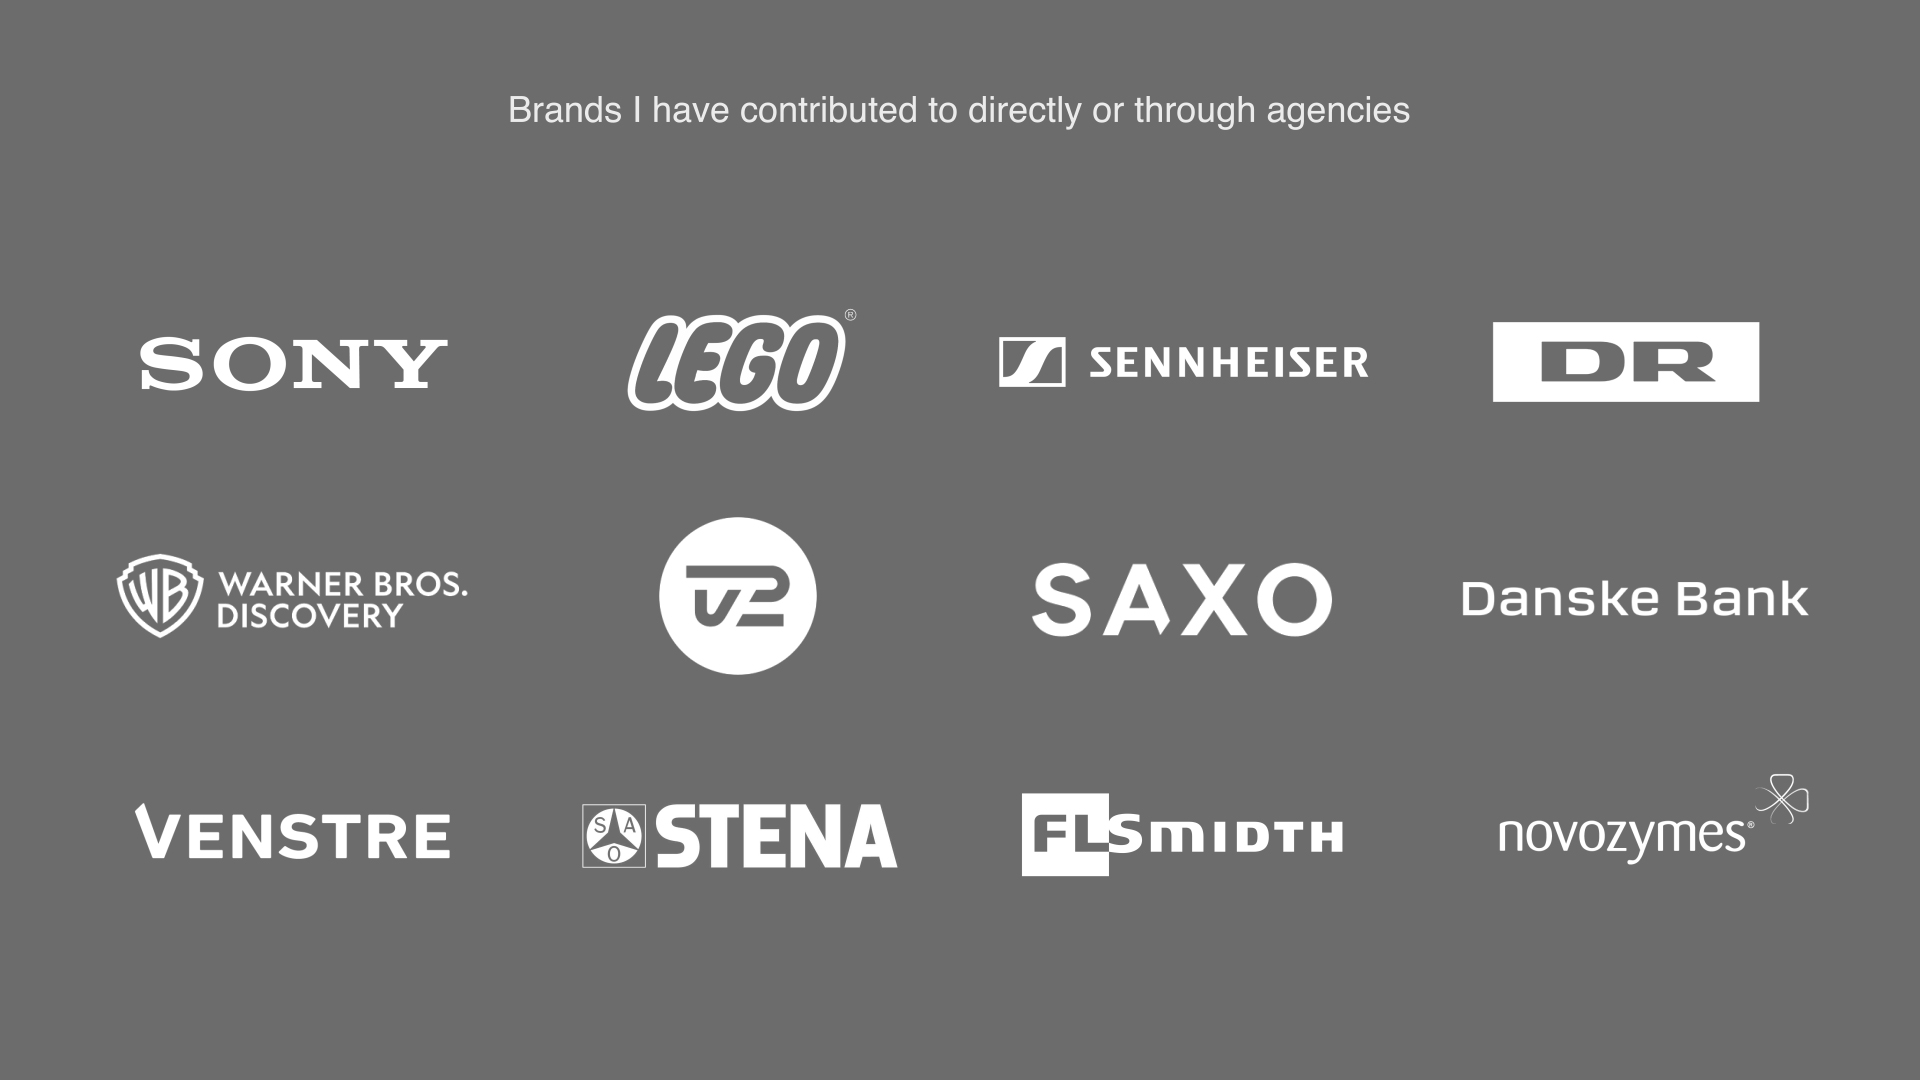 Brands I have contributed to directly or through agencies
SONY
LEGO®
SENNHEISER
DR
WB WARNER BROS.
DISCOVERY
TV2
SAXO
Danske Bank
VENSTRE
S A O STENA
FLSMIDTH
novozymes®